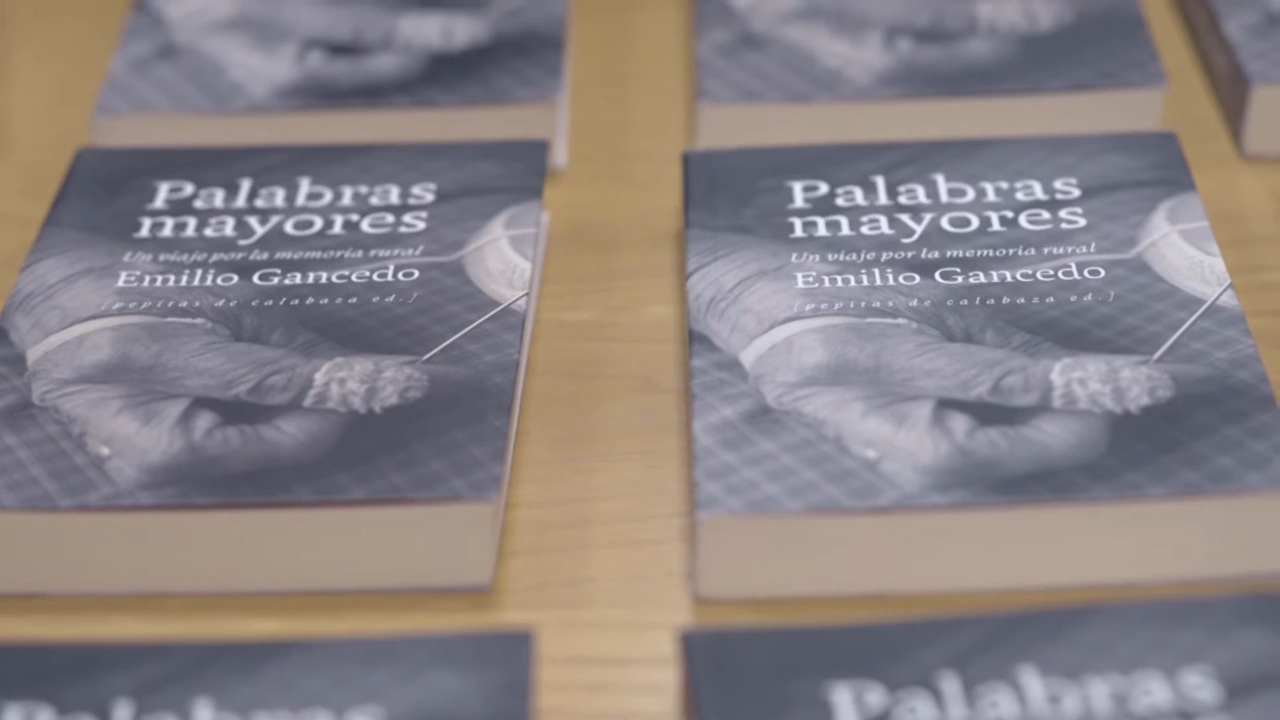 Palabras
mayores
Un viaje por la memoria rural
Emilio Gancedo
[pepitas de calabaza ed.]
Palabras
mayores
Un viaje por la memoria rural
Emilio Gancedo
[pepitas de calabaza ed.]
Palabras
Palabras